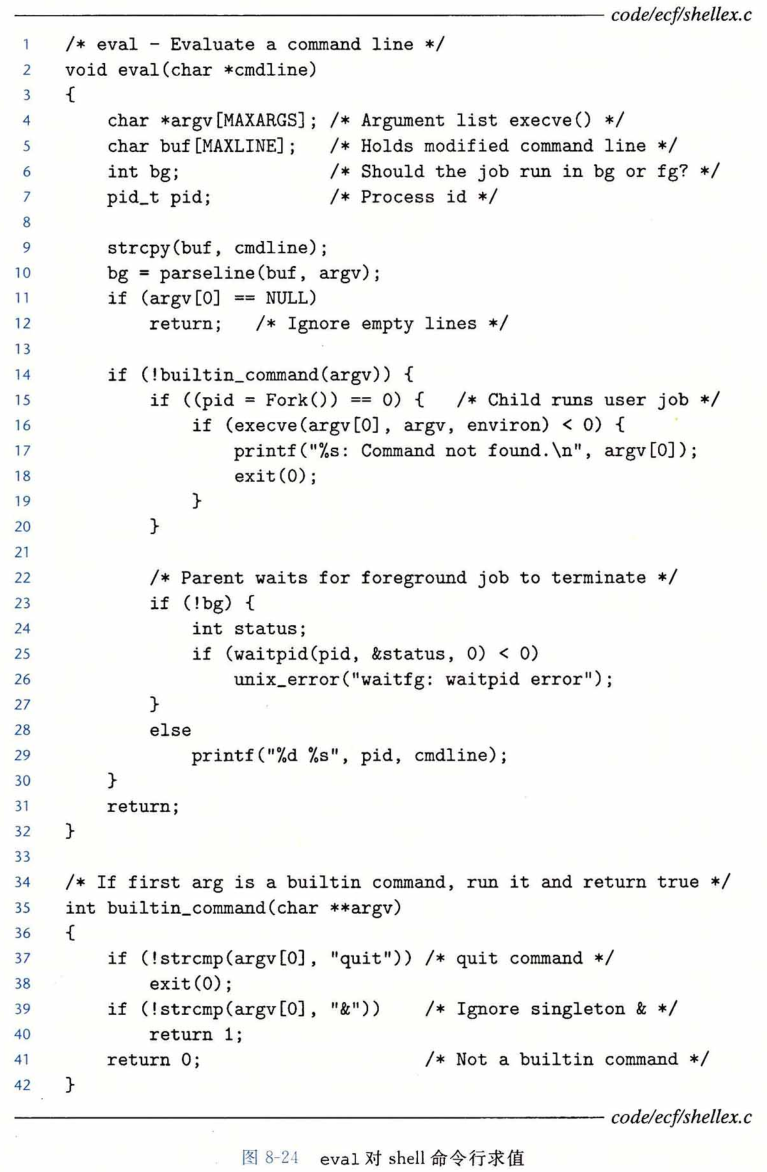 code/ecf/shellex.c
1 /* eval - Evaluate a command line */
2 void eval(char *cmdline)
3 {
4     char *argv[MAXARGS]; /* Argument list execve() */
5     char buf[MAXLINE];   /* Holds modified command line */
6     int bg;              /* Should the job run in bg or fg? */
7     pid_t pid;           /* Process id */
8
9     strcpy(buf, cmdline);
10     bg = parseline(buf, argv);
11     if (argv[0] == NULL)
12         return;   /* Ignore empty lines */
13
14     if (!builtin_command(argv)) {
15         if ((pid = Fork()) == 0) {   /* Child runs user job */
16             if (execve(argv[0], argv, environ) < 0) {
17                 printf("%s: Command not found.\n", argv[0]);
18                 exit(0);
19             }
20         }
21
22         /* Parent waits for foreground job to terminate */
23         if (!bg) {
24             int status;
25             if (waitpid(pid, &status, 0) < 0)
26                 unix_error("waitfg: waitpid error");
27         }
28         else
29             printf("%d %s", pid, cmdline);
30     }
31     return;
32 }
33
34 /* If first arg is a builtin command, run it and return true */
35 int builtin_command(char **argv)
36 {
37     if (!strcmp(argv[0], "quit")) /* quit command */
38         exit(0);
39     if (!strcmp(argv[0], "&"))    /* Ignore singleton & */
40         return 1;
41     return 0;                     /* Not a builtin command */
42 }
code/ecf/shellex.c
图 8-24 eval 对 shell 命令行求值